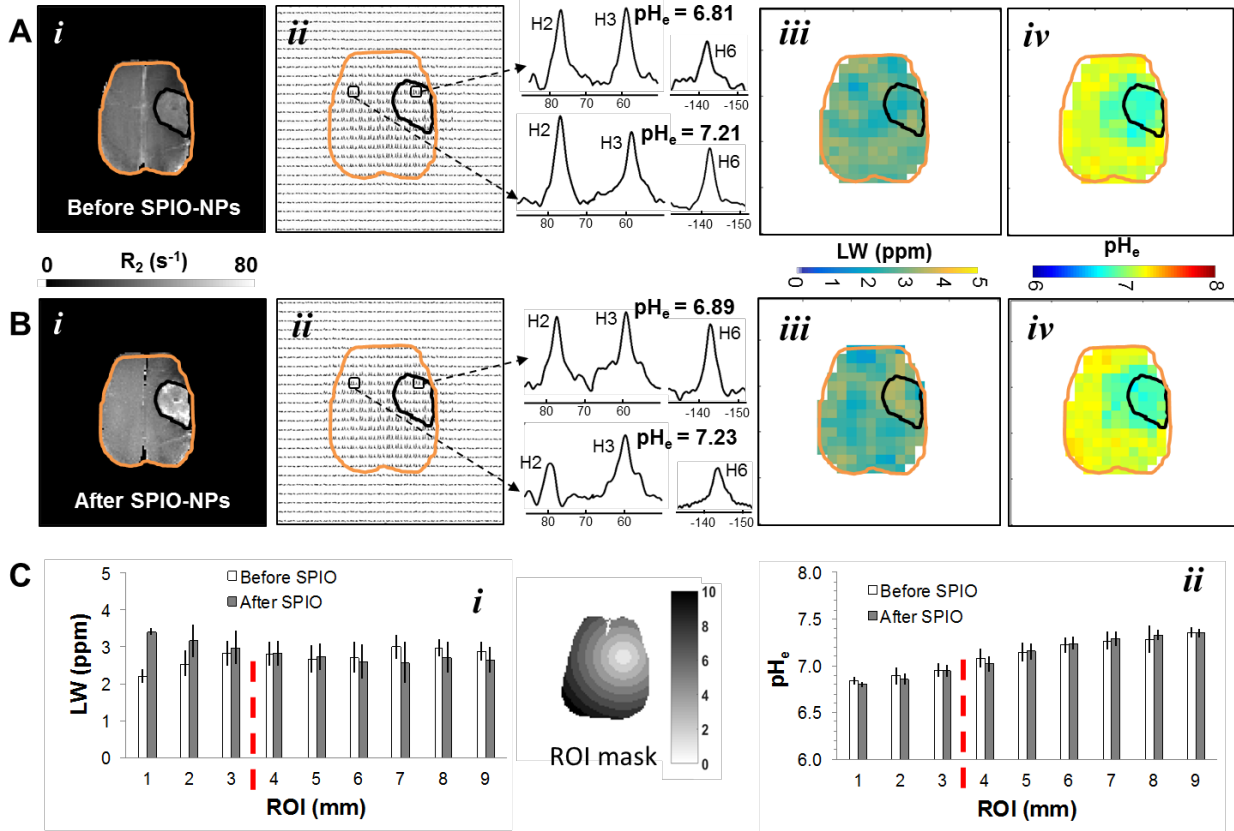 A
i
ii
H2
H3
pHe = 6.81
H6
iii
iv
80 70 60
-140 -150
H2
H3
pHe = 7.21
H6
Before SPIO-NPs
80 70 60
-140 -150
0 R2 (s-1) 80
LW (ppm)
0 1 2 3 4 5
pHe
6 7 8
B
i
ii
H2
H3
pHe = 6.89
H6
iii
iv
80 70 60
-140 -150
H2
H3
pHe = 7.23
H6
After SPIO-NPs
80 60
-140 -150
C
5
4
3
2
1
0
LW (ppm)
Before SPIO
After SPIO
i
1 2 3 4 5 6 7 8 9
ROI (mm)
10
8
6
4
2
0
ROI mask
8.0
7.5
7.0
6.5
6.0
pHe
Before SPIO
After SPIO
ii
1 2 3 4 5 6 7 8 9
ROI (mm)